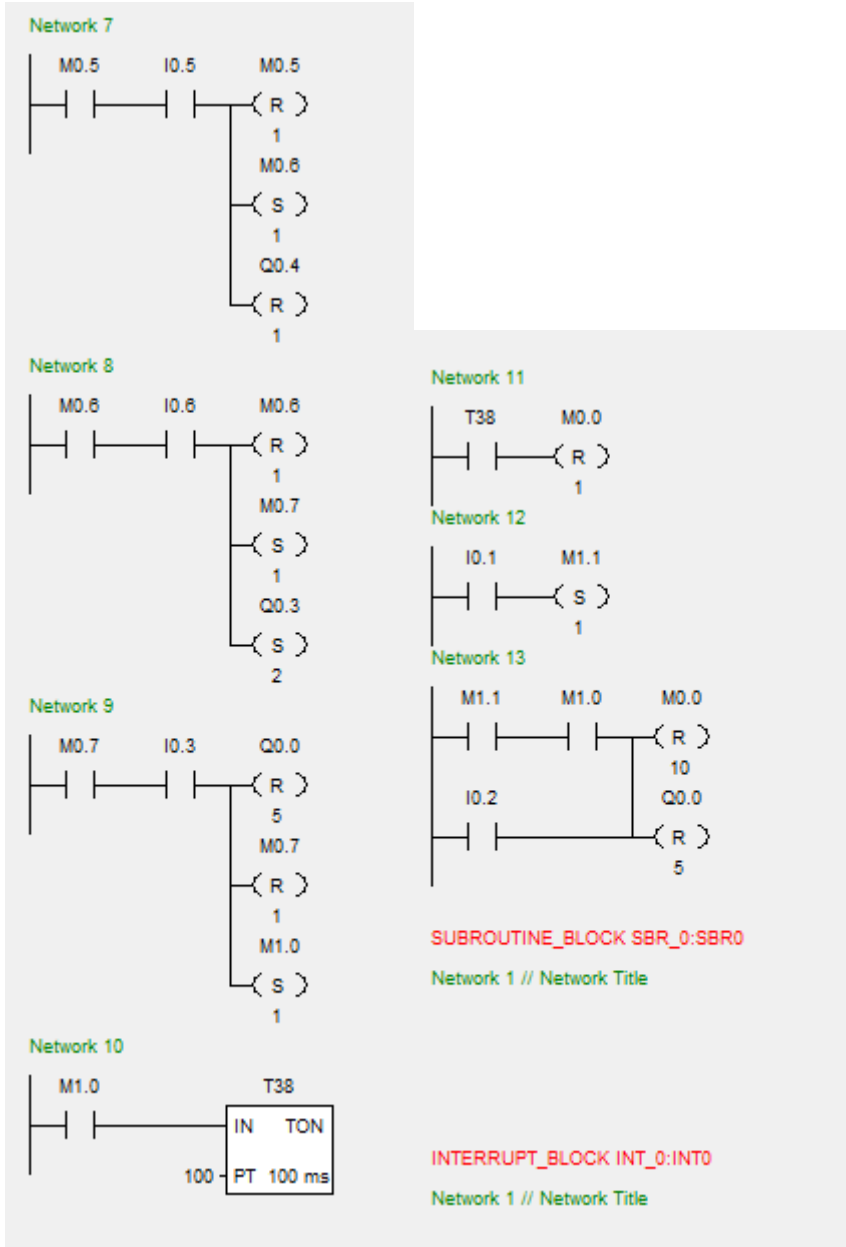 Network 7
M0.5 I0.5 M0.5
( R )
1
M0.6
( S )
1
Q0.4
( R )
1
Network 8
M0.6 I0.6 M0.6
( R )
1
M0.7
( S )
1
Q0.3
( S )
2
Network 9
M0.7 I0.3 Q0.0
( R )
5
M0.7
( R )
1
M1.0
( S )
1
Network 10
M1.0 T38
IN TON
100 PT 100 ms
Network 11
T38 M0.0
( R )
1
Network 12
I0.1 M1.1
( S )
1
Network 13
M1.1 M1.0 M0.0
( R )
10
I0.2 Q0.0
( R )
5
SUBROUTINE_BLOCK SBR_0:SBR0
Network 1 // Network Title
INTERRUPT_BLOCK INT_0:INT0
Network 1 // Network Title